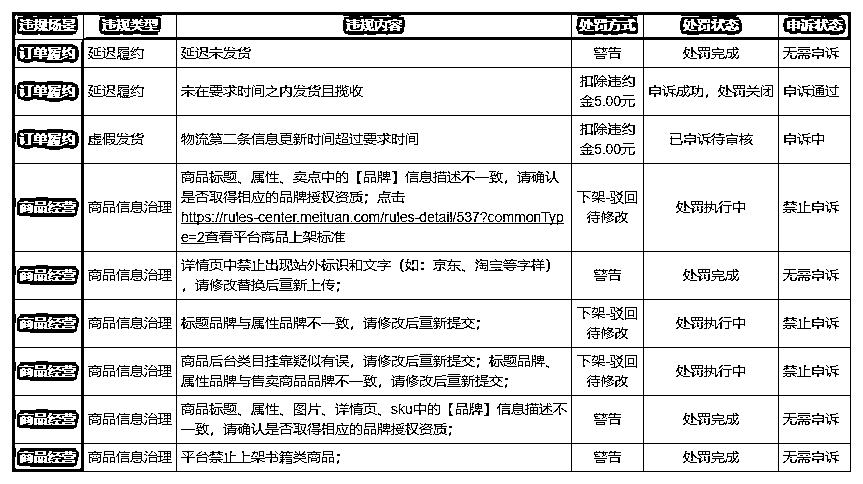 违规场景 违规类型 违规内容 处罚方式 处罚状态 申诉状态
订单履约 延迟履约 延迟未发货 警告 处罚完成 无需申诉
订单履约 延迟履约 未在要求时间之内发货且揽收 扣除违约
金5.00元 申诉成功，处罚关闭 申诉通过
订单履约 虚假发货 物流第二条信息更新时间超过要求时间 扣除违约
金5.00元 已申诉待审核 申诉中
商品经营 商品信息治理 商品标题、属性、卖点中的【品牌】信息描述不一致，请确认
是否取得相应的品牌授权资质；点击
https://rules-center.meituan.com/rules-detail/537?commonTyp
e=2查看平台商品上架标准 下架-驳回
待修改 处罚执行中 禁止申诉
商品经营 商品信息治理 详情页中禁止出现站外标识和文字（如：京东、淘宝等字样）
，请修改替换后重新上传； 警告 处罚完成 无需申诉
商品经营 商品信息治理 标题品牌与属性品牌不一致，请修改后重新提交； 下架-驳回
待修改 处罚执行中 禁止申诉
商品经营 商品信息治理 商品后台类目挂靠疑似有误，请修改后重新提交；标题品牌、
属性品牌与售卖商品品牌不一致，请修改后重新提交； 下架-驳回
待修改 处罚执行中 禁止申诉
商品经营 商品信息治理 商品标题、属性、图片、详情页、sku中的【品牌】信息描述不
一致，请确认是否取得相应的品牌授权资质； 警告 处罚完成 无需申诉
商品经营 商品信息治理 平台禁止上架书籍类商品； 警告 处罚完成 无需申诉